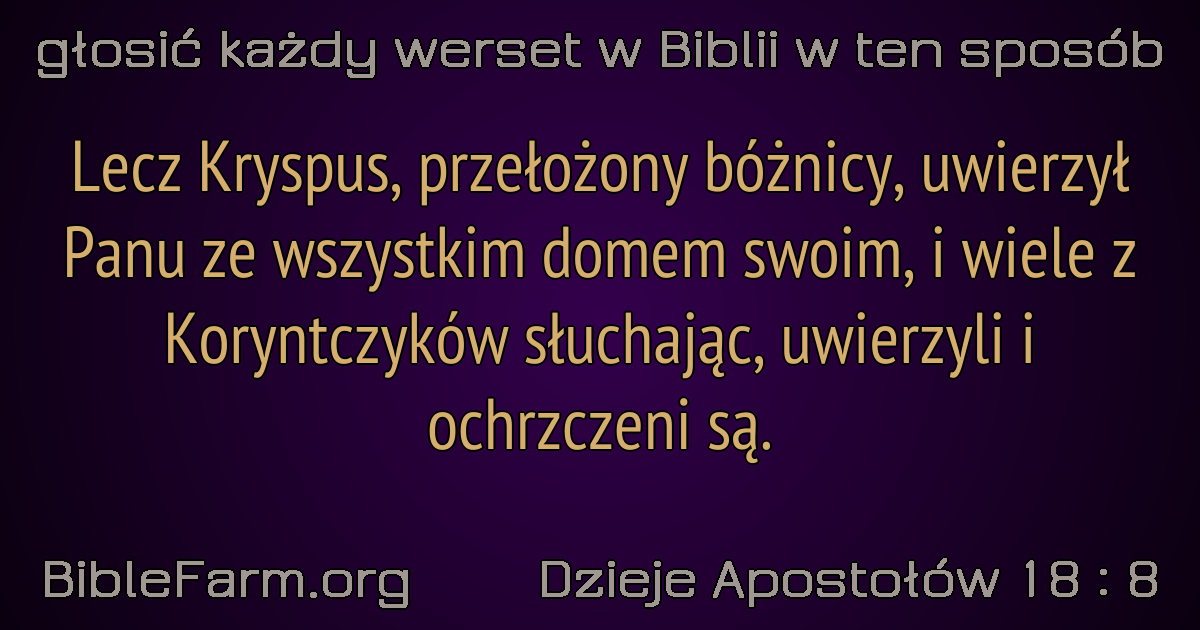 głosić każdy werset w Biblii w ten sposób
Lecz Kryspus, przełożony bóżnicy, uwierzył
Panu ze wszystkim domem swoim, i wiele z
Koryntczyków słuchając, uwierzyli i
ochrzczeni są.
BibleFarm.org Dzieje Apostołów 18 : 8